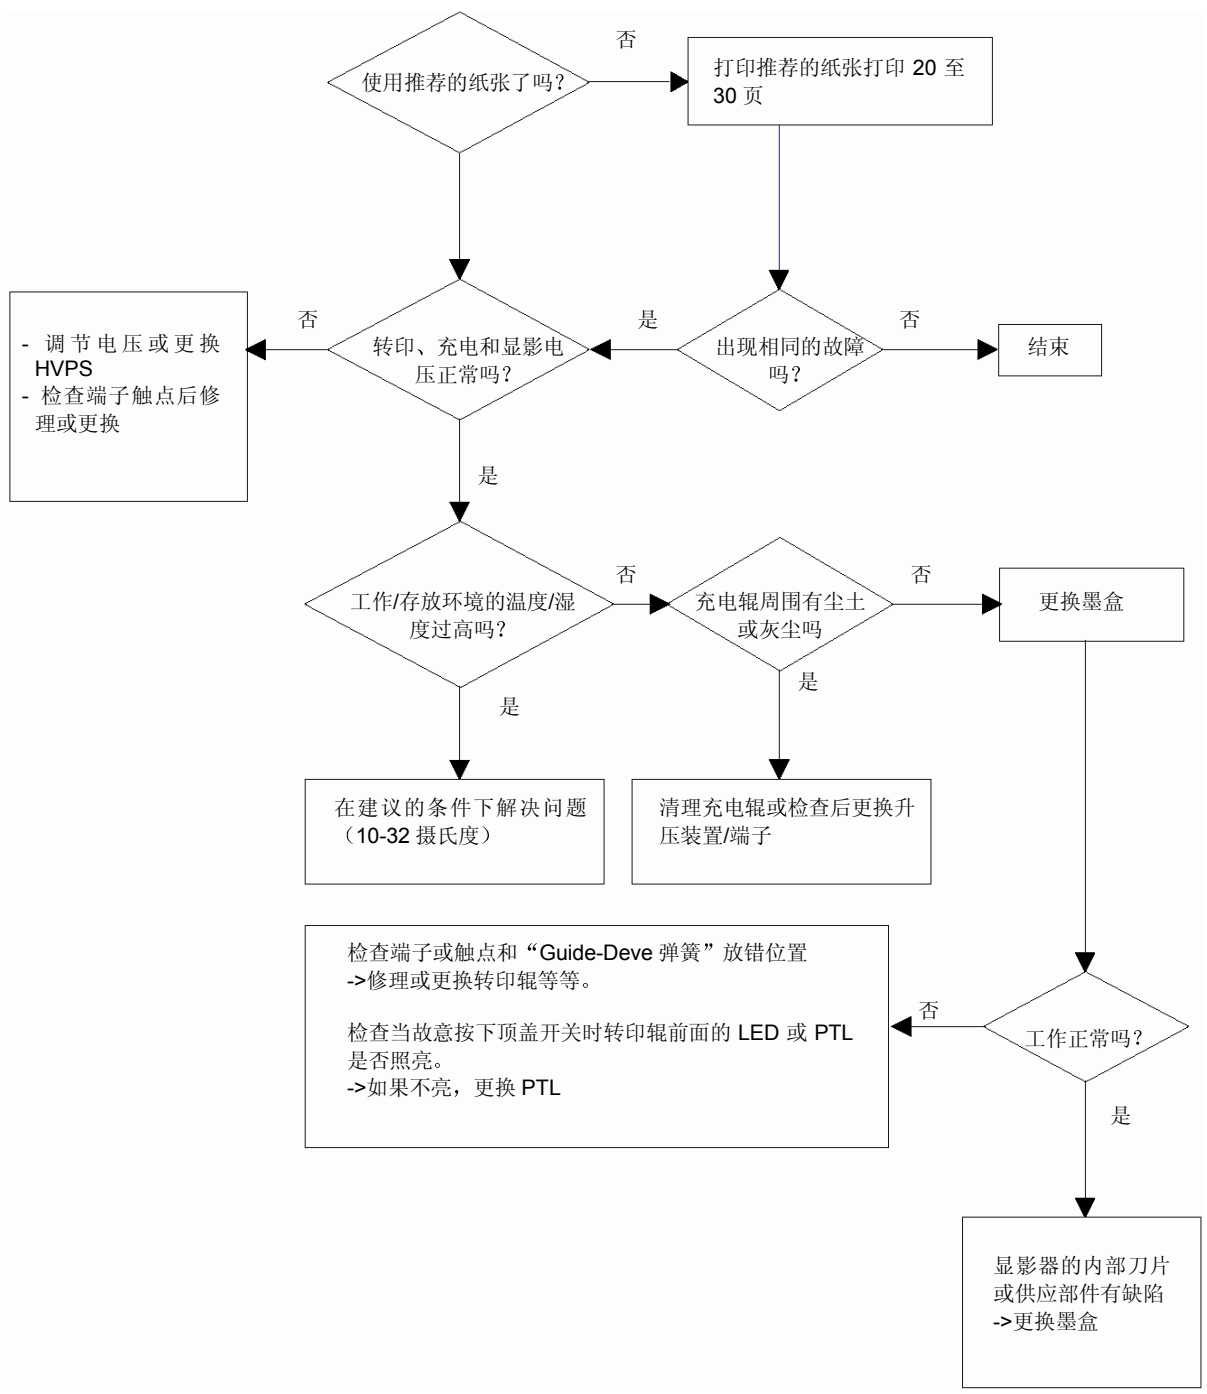 否
使用推荐的纸张了吗？
打印推荐的纸张打印 20 至
30 页
否
- 调节电压或更换
HVPS
- 检查端子触点后修
理或更换
转印、充电和显影电
压正常吗？
是
出现相同的故障
吗？
否
结束
是
工作/存放环境的温度/湿
度过高吗？
否
充电辊周围有尘土
或灰尘吗
否
更换墨盒
是
是
在建议的条件下解决问题
（10-32 摄氏度）
清理充电辊或检查后更换升
压装置/端子
检查端子或触点和“Guide-Deve 弹簧”放错位置
->修理或更换转印辊等等。
检查当故意按下顶盖开关时转印辊前面的 LED 或 PTL
是否照亮。
->如果不亮，更换 PTL
否
工作正常吗？
是
显影器的内部刀片
或供应部件有缺陷
->更换墨盒